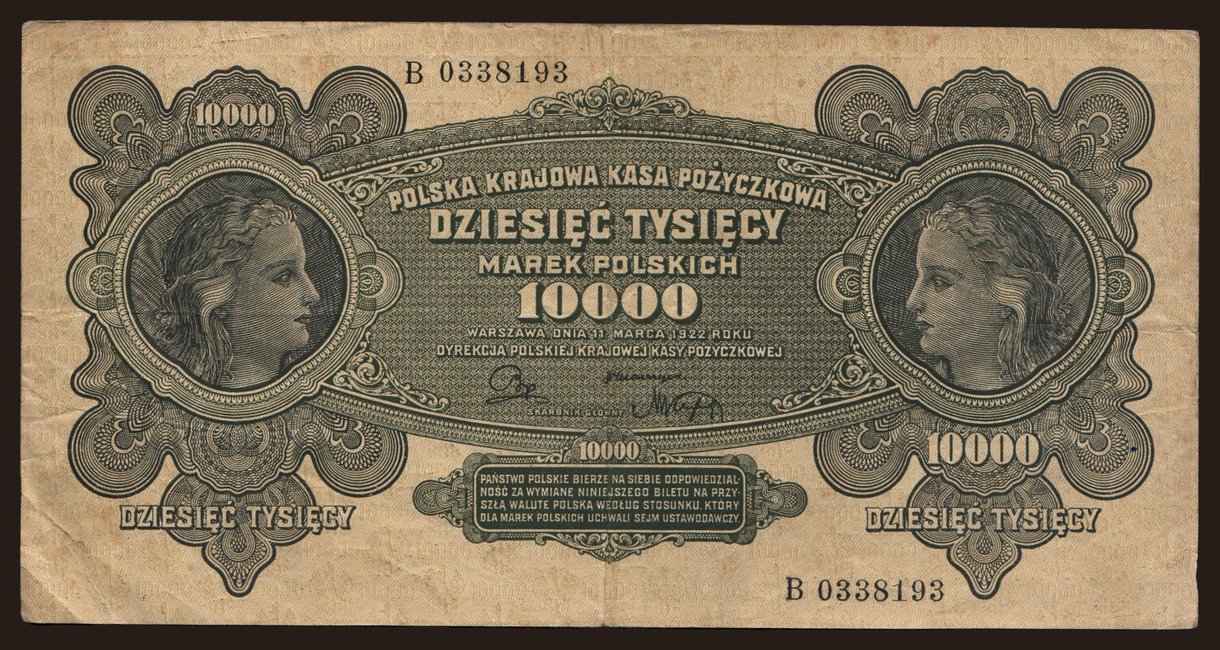 B 0338193
10000
POLSKA KRAJOWA KASA POŻYCZKOWA
DZIESIĘĆ TYSIĘCY
MAREK POLSKICH
10000
WARSZAWA DNIA 11 MARCA 1922 ROKU
DYREKCJA POLSKIEJ KRAJOWEJ KASY POŻYCZKOWEJ
SKARBNIK GŁÓWNY
10000
10000
PAŃSTWO POLSKIE BIERZE NA SIEBIE ODPOWIEDZIAL-
NOŚĆ ZA WYMIANĘ NINIEJSZEGO BILETU NA PRZY-
SZŁĄ WALUTĘ POLSKĄ WEDŁUG STOSUNKU, KTÓRY
DLA MAREK POLSKICH UCHWALI SEJM USTAWODAWCZY.
DZIESIĘĆ TYSIĘCY
DZIESIĘĆ TYSIĘCY
B 0338193